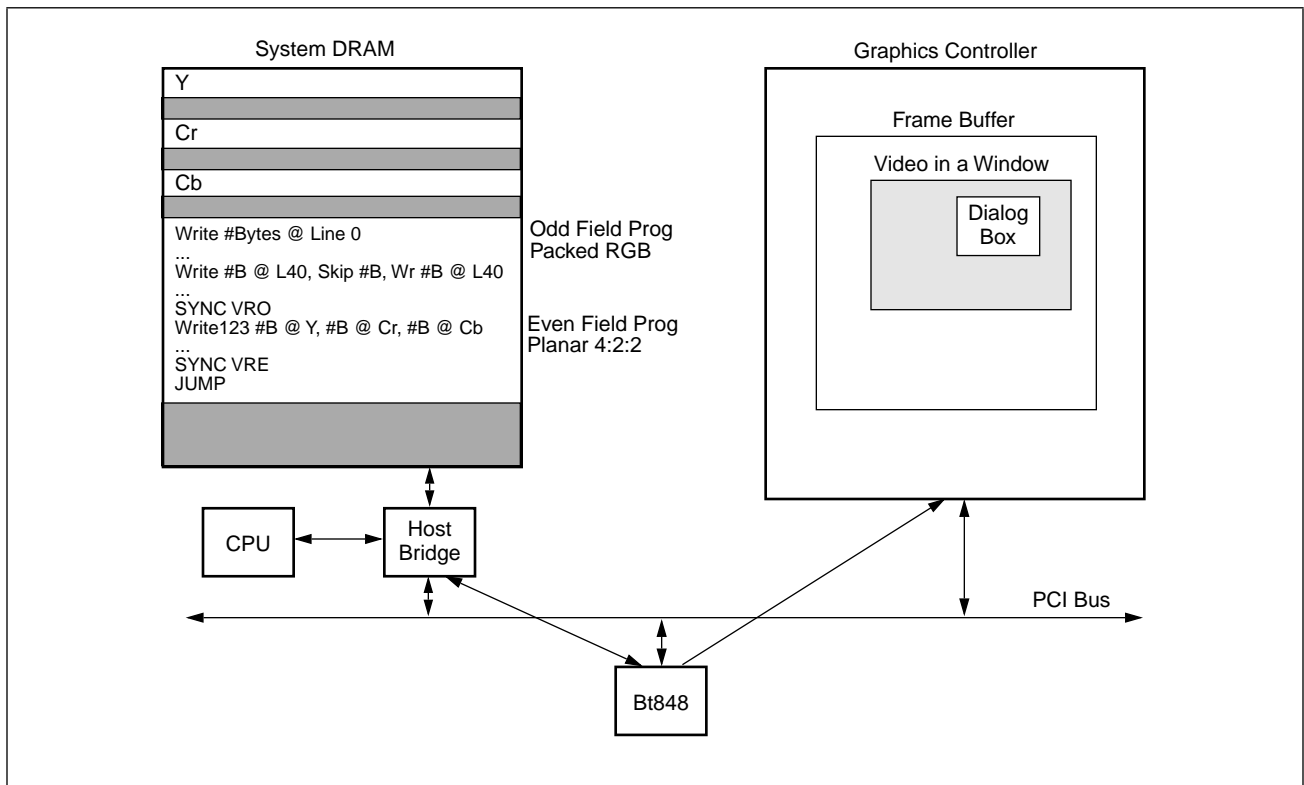 System DRAM
Y
Cr
Cb
Write #Bytes @ Line 0
...
Write #B @ L40, Skip #B, Wr #B @ L40
...
SYNC VRO
Write123 #B @ Y, #B @ Cr, #B @ Cb
...
SYNC VRE
JUMP
Odd Field Prog
Packed RGB
Even Field Prog
Planar 4:2:2
Graphics Controller
Frame Buffer
Video in a Window
Dialog
Box
CPU
Host
Bridge
PCI Bus
Bt848